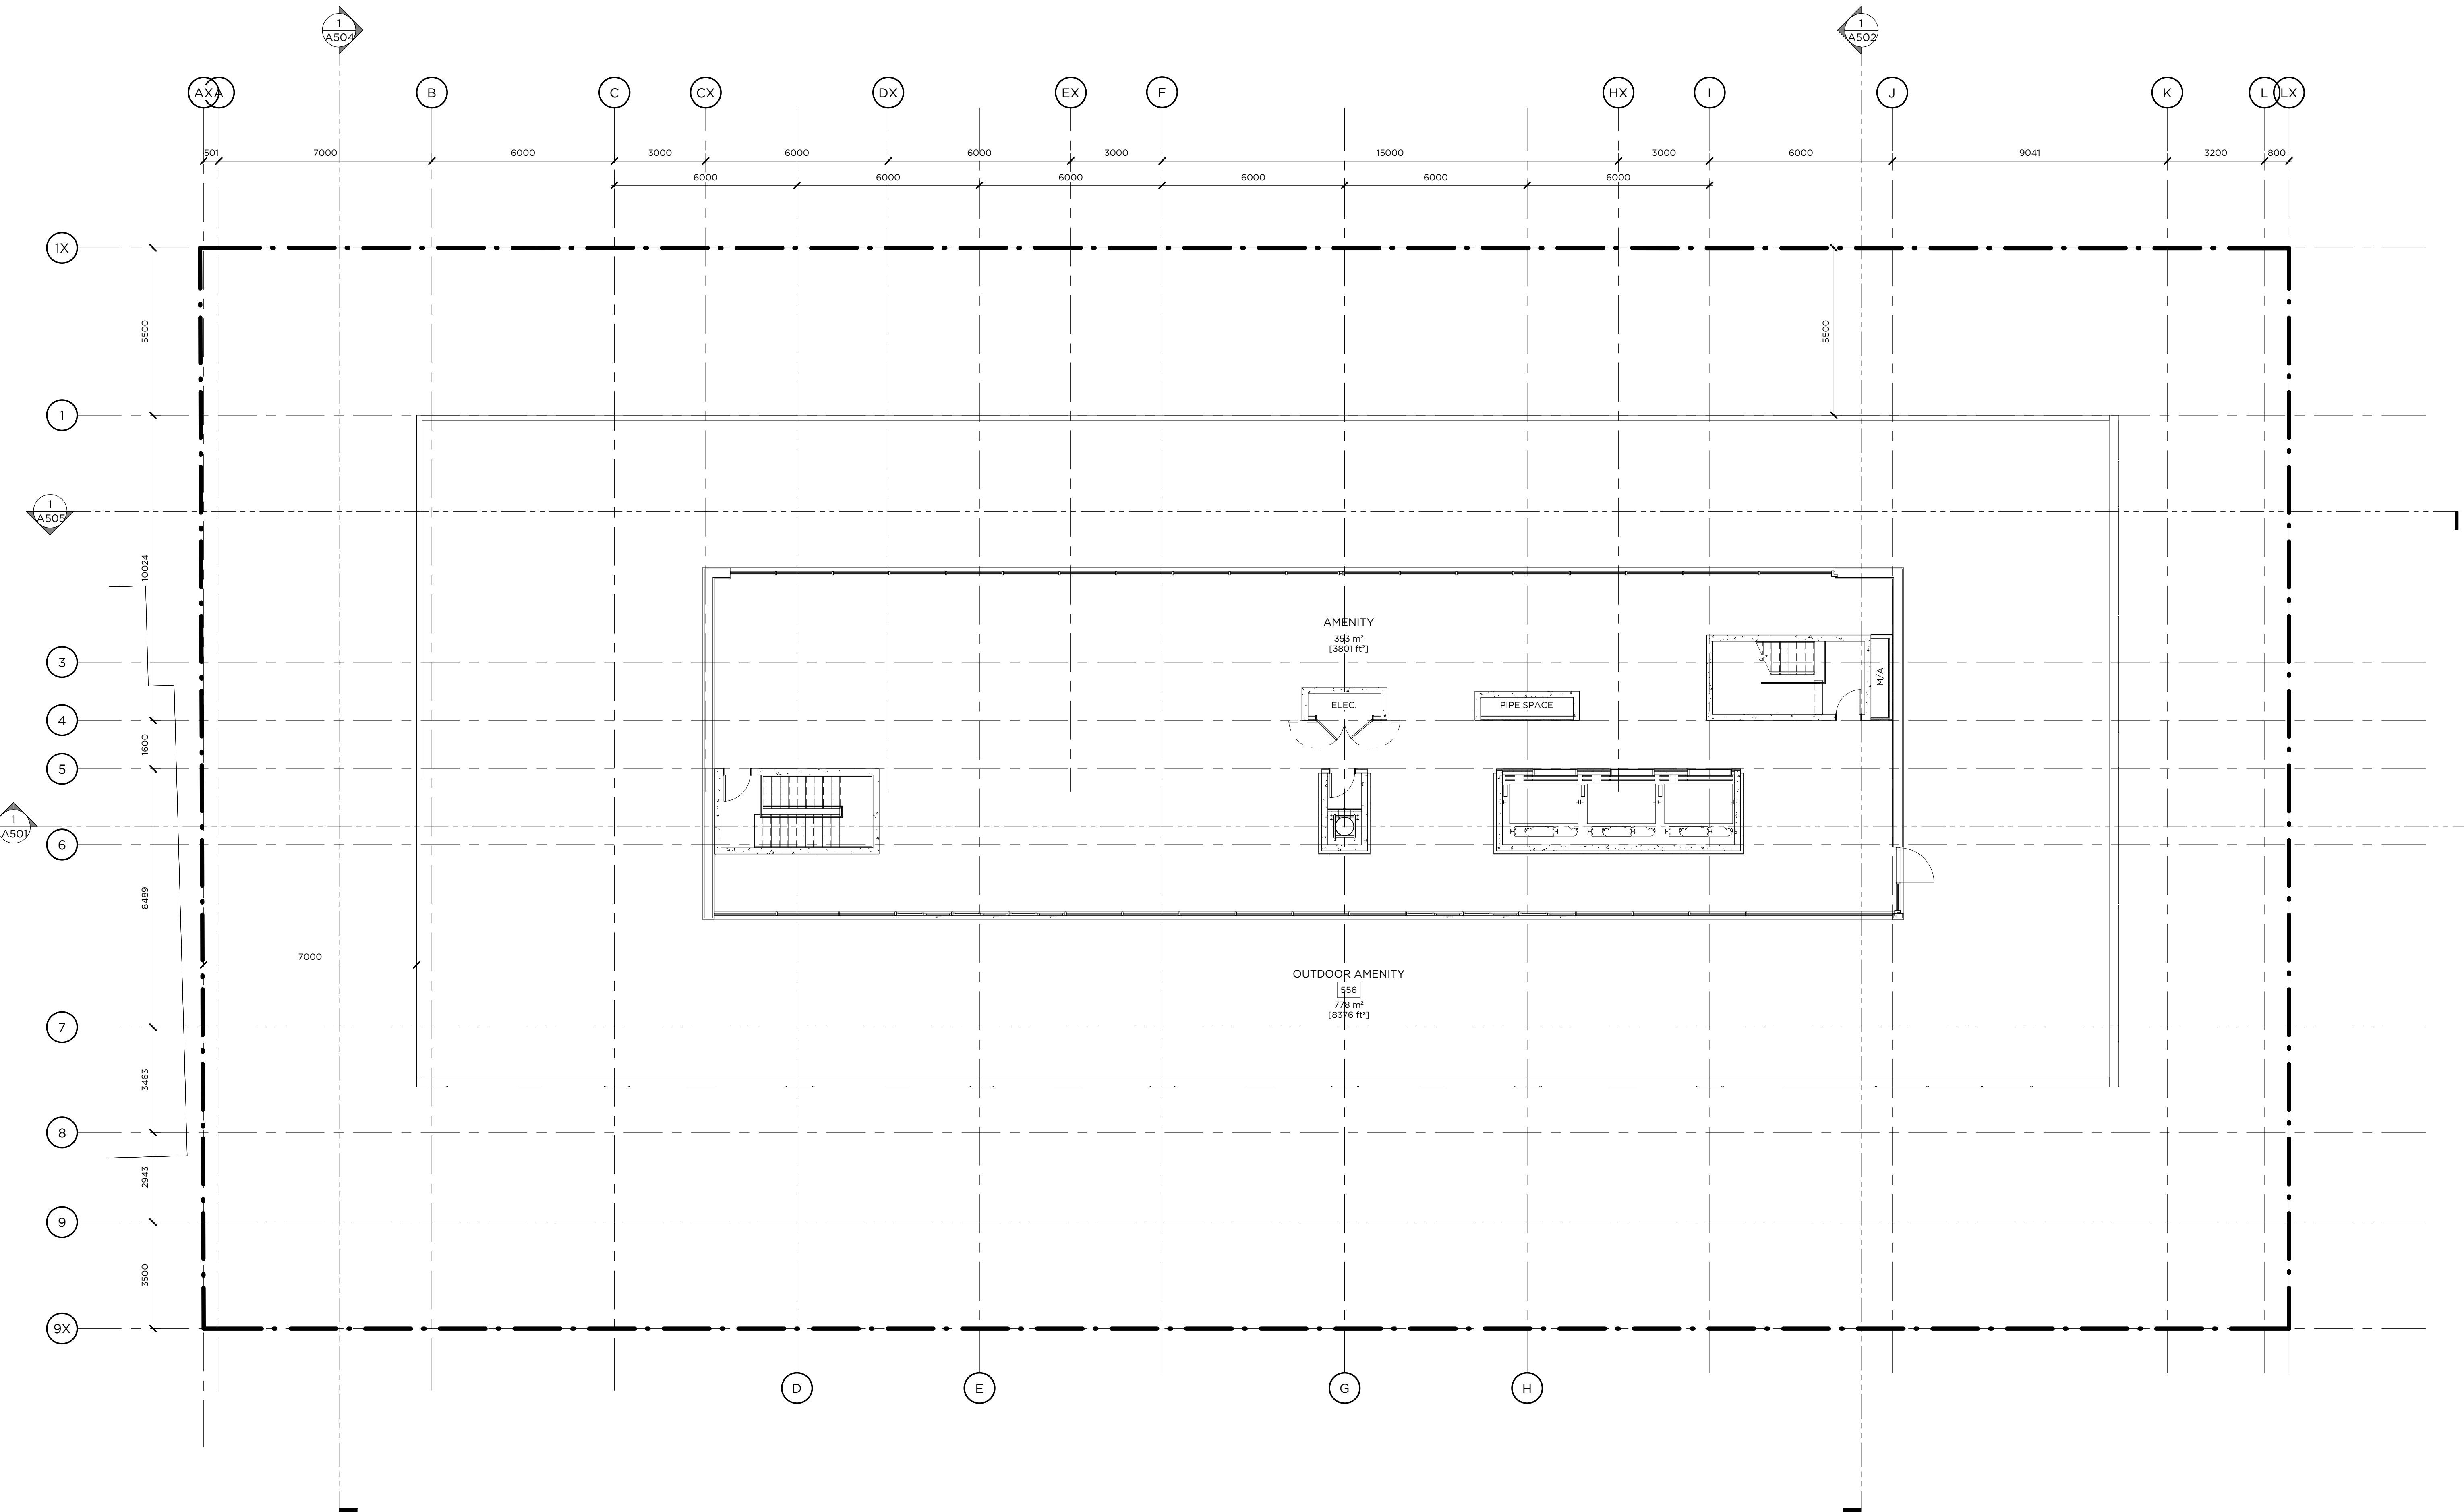 1
A504
1
A502
AX
A
B
C
CX
DX
EX
F
HX
I
J
K
L
LX
501
7000
6000
3000
6000
6000
3000
15000
3000
6000
9041
3200
800
6000
6000
6000
6000
6000
6000
1X
5500
5500
1
1
A505
10024
AMENITY
353 m²
[3801 ft²]
3
M/A
ELEC.
PIPE SPACE
4
1600
5
1
A501
6
8489
7000
OUTDOOR AMENITY
556
778 m²
[8376 ft²]
7
3463
8
2943
9
3500
9X
D
E
G
H